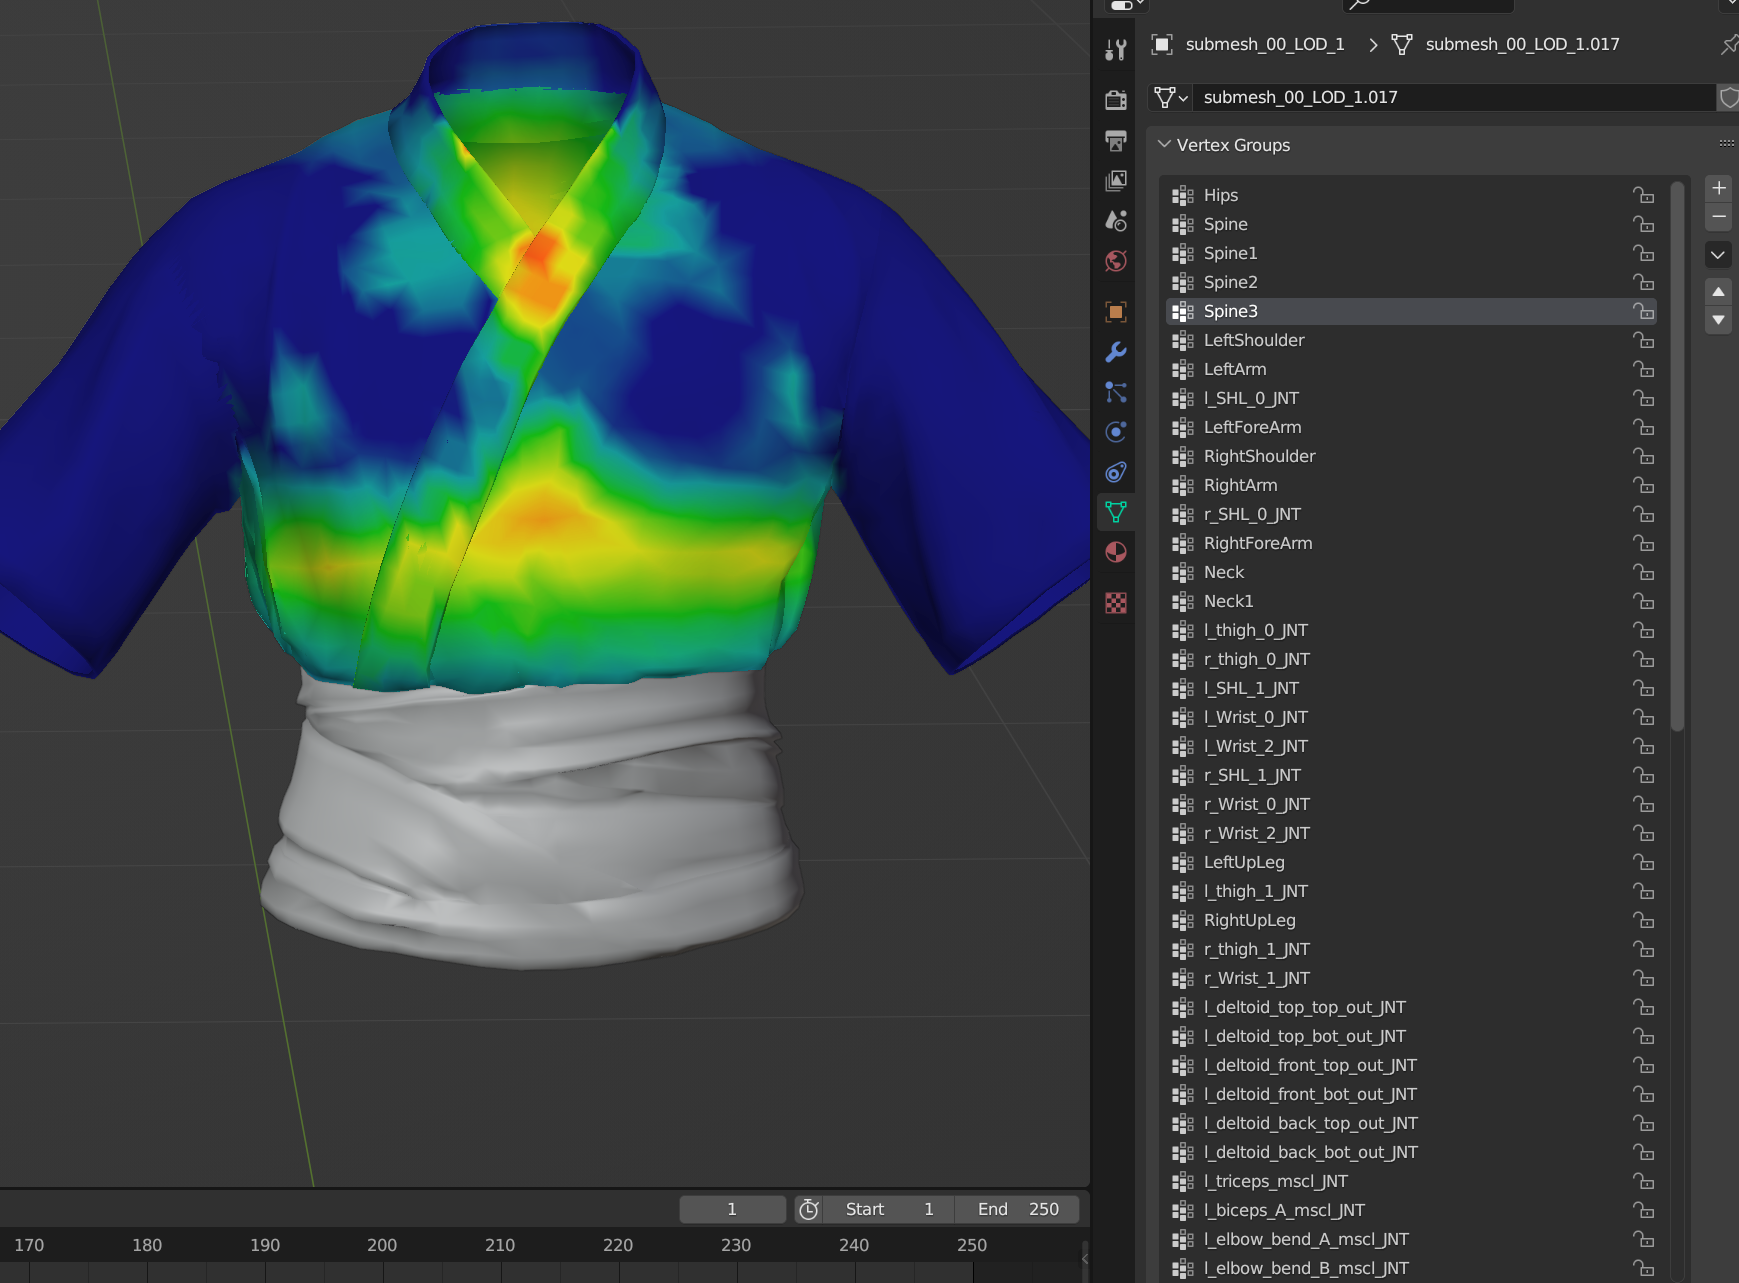 submesh_00_LOD_1 > submesh_00_LOD_1.017
submesh_00_LOD_1.017
Vertex Groups
Hips
Spine
Spine1
Spine2
Spine3
LeftShoulder
LeftArm
l_SHL_0_JNT
LeftForeArm
RightShoulder
RightArm
r_SHL_0_JNT
RightForeArm
Neck
Neck1
l_thigh_0_JNT
r_thigh_0_JNT
l_SHL_1_JNT
l_Wrist_0_JNT
l_Wrist_2_JNT
r_SHL_1_JNT
r_Wrist_0_JNT
r_Wrist_2_JNT
LeftUpLeg
l_thigh_1_JNT
RightUpLeg
r_thigh_1_JNT
r_Wrist_1_JNT
l_deltoid_top_top_out_JNT
l_deltoid_top_bot_out_JNT
l_deltoid_front_top_out_JNT
l_deltoid_front_bot_out_JNT
l_deltoid_back_top_out_JNT
l_deltoid_back_bot_out_JNT
l_triceps_mscl_JNT
l_biceps_A_mscl_JNT
l_elbow_bend_A_mscl_JNT
l_elbow_bend_B_mscl_JNT
1 Start 1 End 250
170 180 190 200 210 220 230 240 250